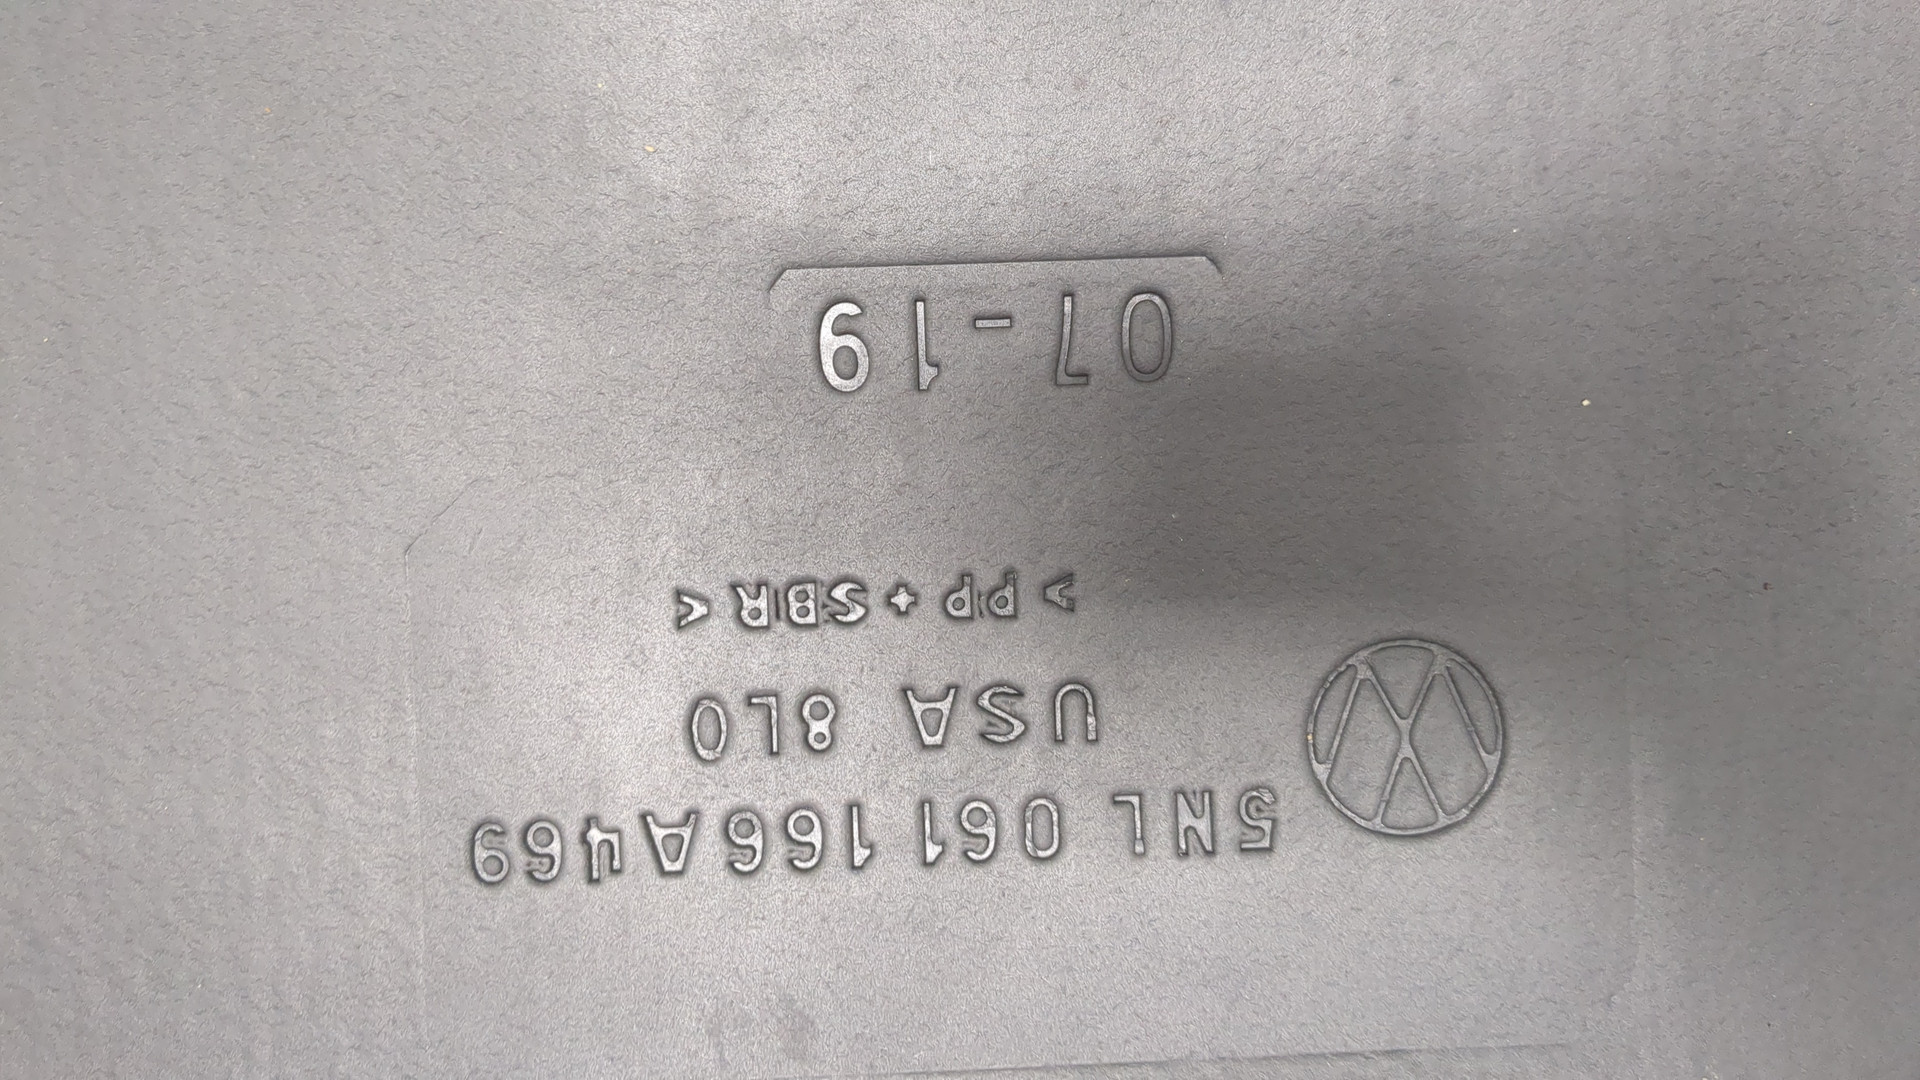 5NL 061 166A469
USA 8L0
> PP + SBR <
07-19